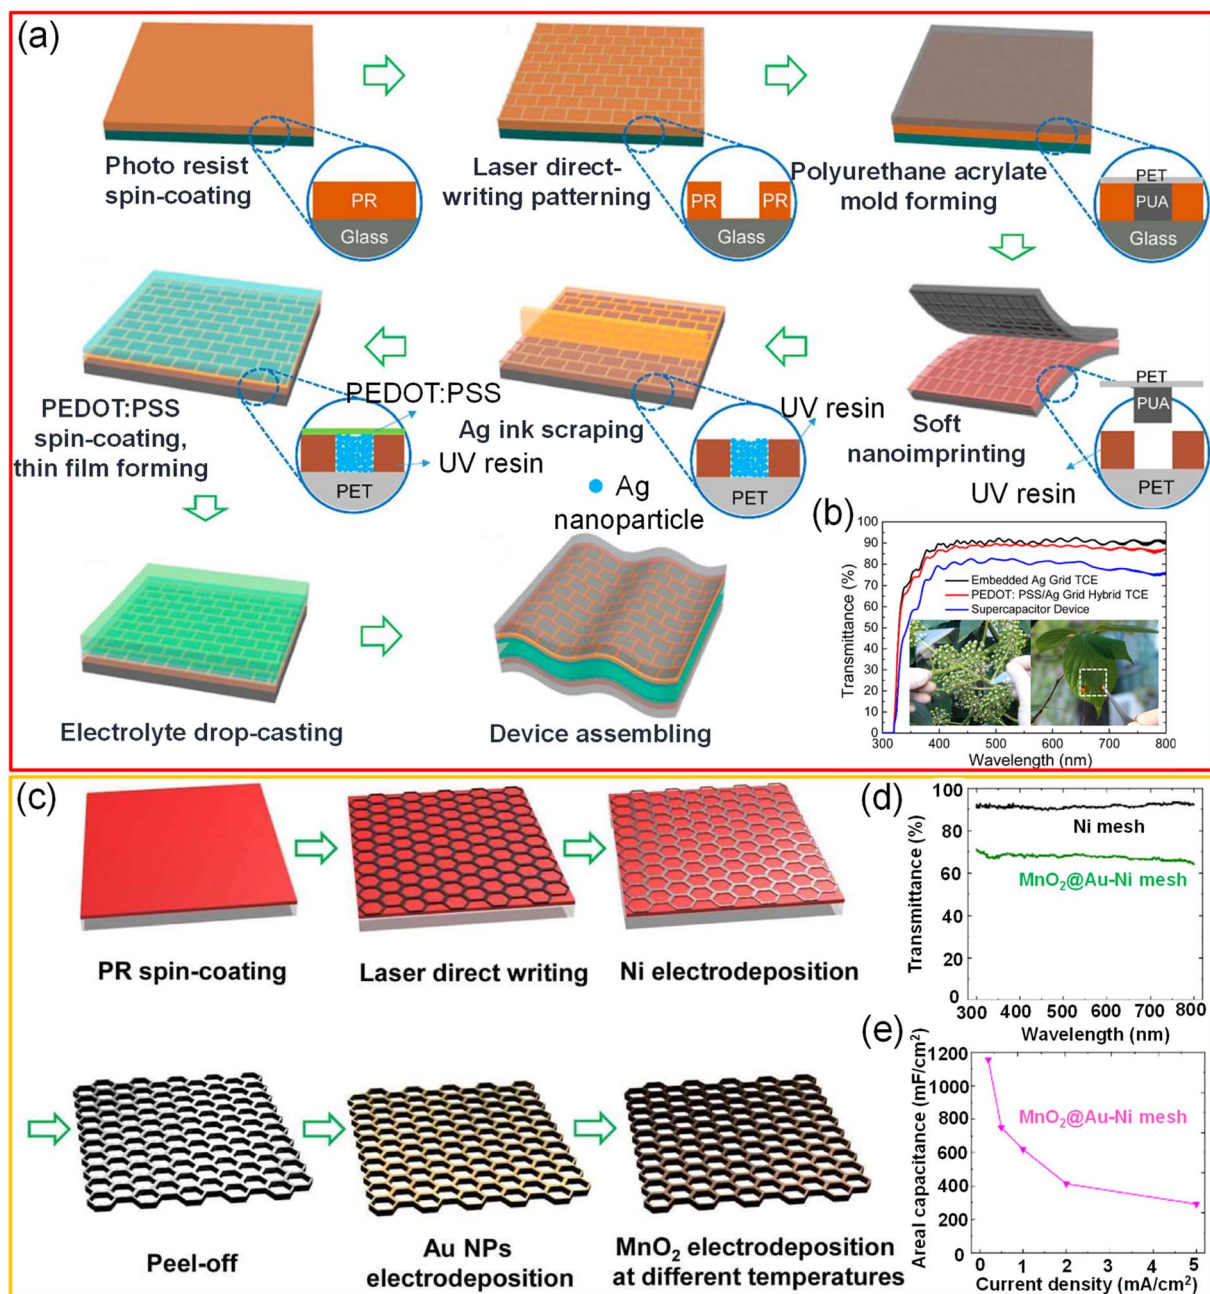 (a)
Photo resist
spin-coating
PR
Glass
Laser direct-
writing patterning
PR
PR
Glass
Polyurethane acrylate
mold forming
PET
PUA
Glass
PEDOT:PSS
spin-coating,
thin film forming
PEDOT:PSS
UV resin
PET
Ag ink scraping
UV resin
PET
Ag
nanoparticle
Soft
nanoimprinting
PET
PUA
UV resin
PET
Electrolyte drop-casting
Device assembling
(b)
Transmittance (%)
100
90
80
70
60
50
40
30
20
10
0
Embedded Ag Grid TCE
PEDOT: PSS/Ag Grid Hybrid TCE
Supercapacitor Device
300 400 500 600 700 800
Wavelength (nm)
(c)
PR spin-coating
Laser direct writing
Ni electrodeposition
Peel-off
Au NPs
electrodeposition
MnO2 electrodeposition
at different temperatures
(d)
Transmittance (%)
100
80
60
40
20
0
Ni mesh
MnO2@Au-Ni mesh
300 400 500 600 700 800
Wavelength (nm)
(e)
Areal capacitance (mF/cm2)
1200
1000
800
600
400
200
0
MnO2@Au-Ni mesh
0 1 2 3 4 5
Current density (mA/cm2)